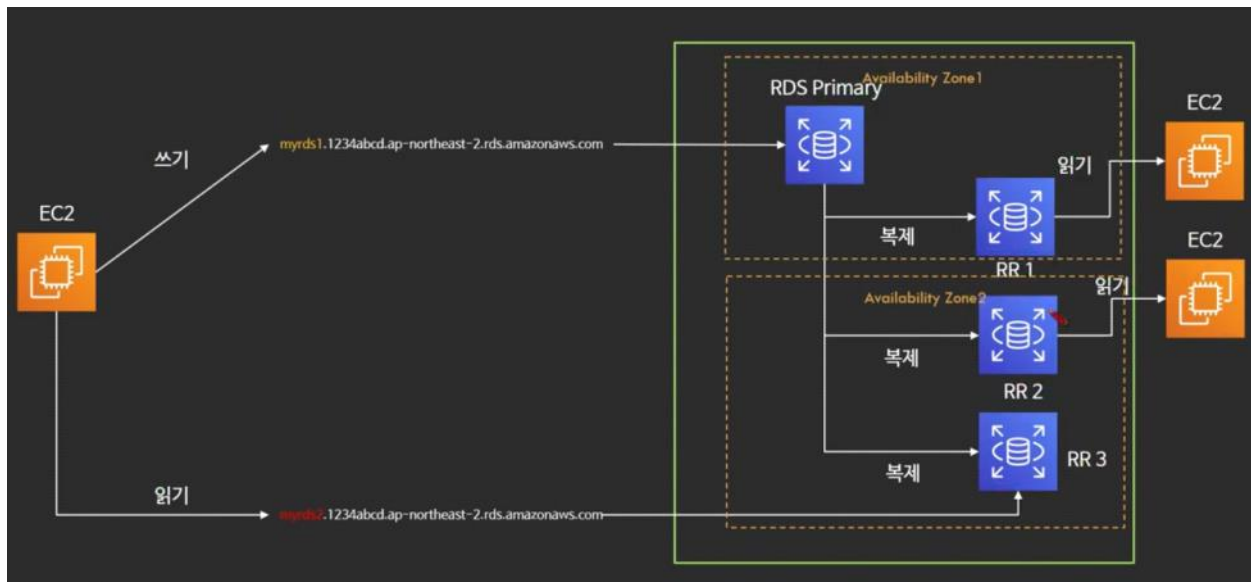 Availability Zone1
RDS Primary
EC2
쓰기
myrds1.1234abcd.ap-northeast-2.rds.amazonaws.com
읽기
EC2
복제
RR 1
EC2
읽기
Availability Zone2
복제
RR 2
복제
RR 3
읽기
myrds2.1234abcd.ap-northeast-2.rds.amazonaws.com